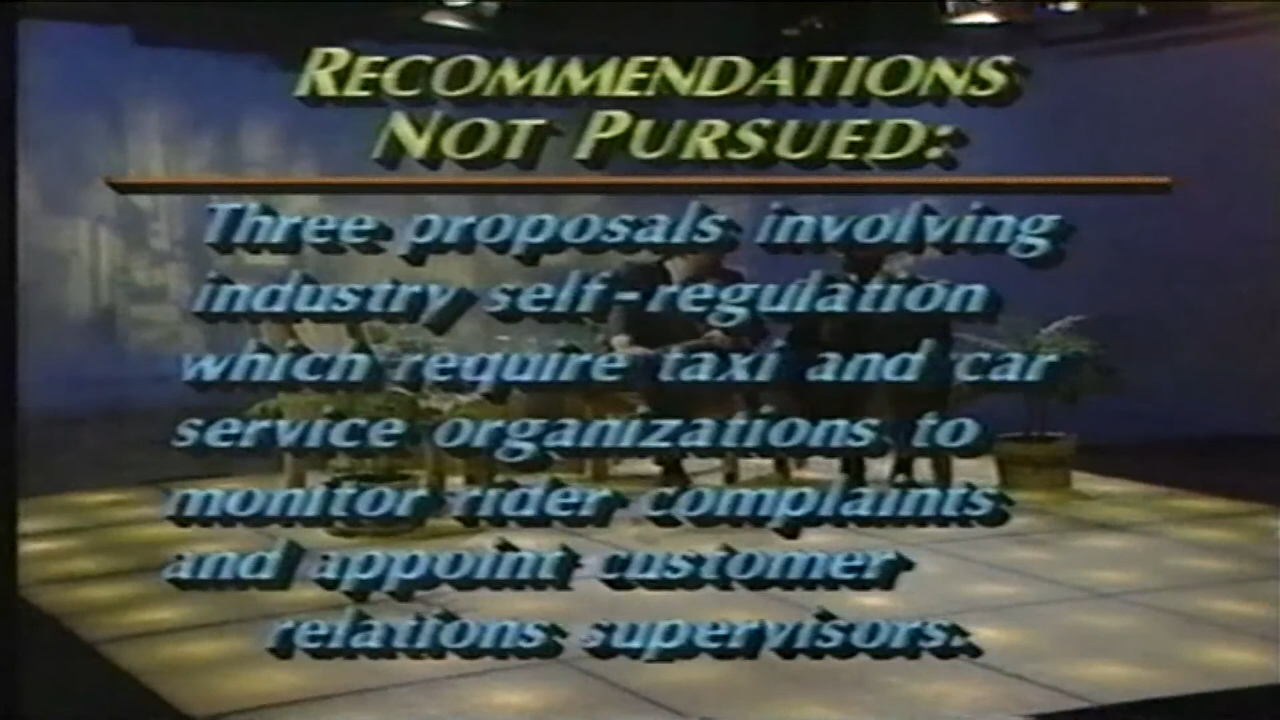 RECOMMENDATIONS
NOT PURSUED:
Three proposals involving
industry self-regulation
which require taxi and car
service organizations to
monitor rider complaints
and appoint customer
relations supervisors.